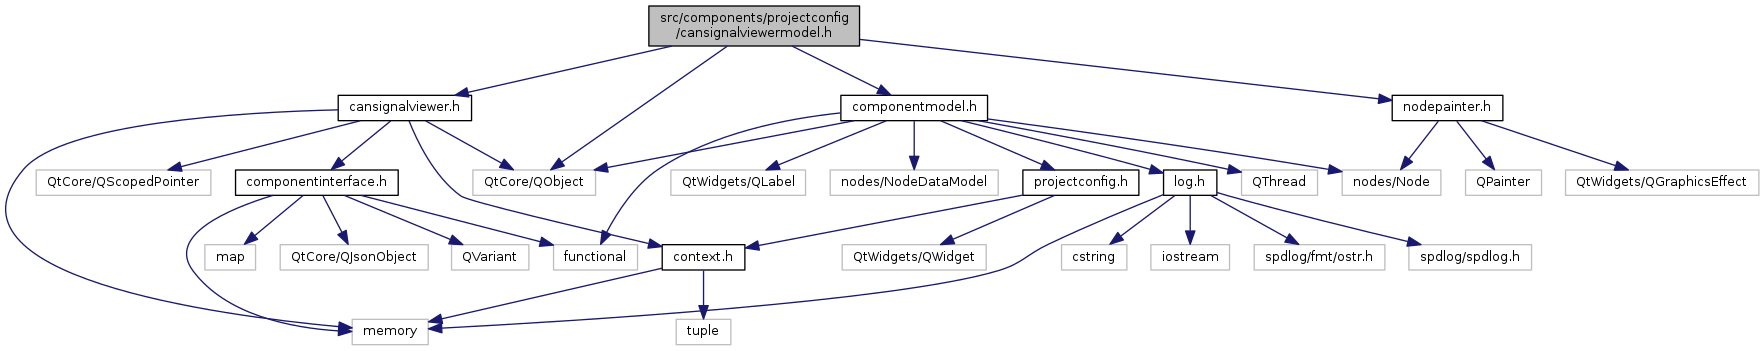 src/components/projectconfig
/cansignalviewermodel.h
cansignalviewer.h
componentmodel.h
nodepainter.h
QtCore/QScopedPointer
componentinterface.h
QtCore/QObject
QtWidgets/QLabel
nodes/NodeDataModel
projectconfig.h
log.h
QThread
nodes/Node
QPainter
QtWidgets/QGraphicsEffect
map
QtCore/QJsonObject
QVariant
functional
context.h
QtWidgets/QWidget
cstring
iostream
spdlog/fmt/ostr.h
spdlog/spdlog.h
memory
tuple